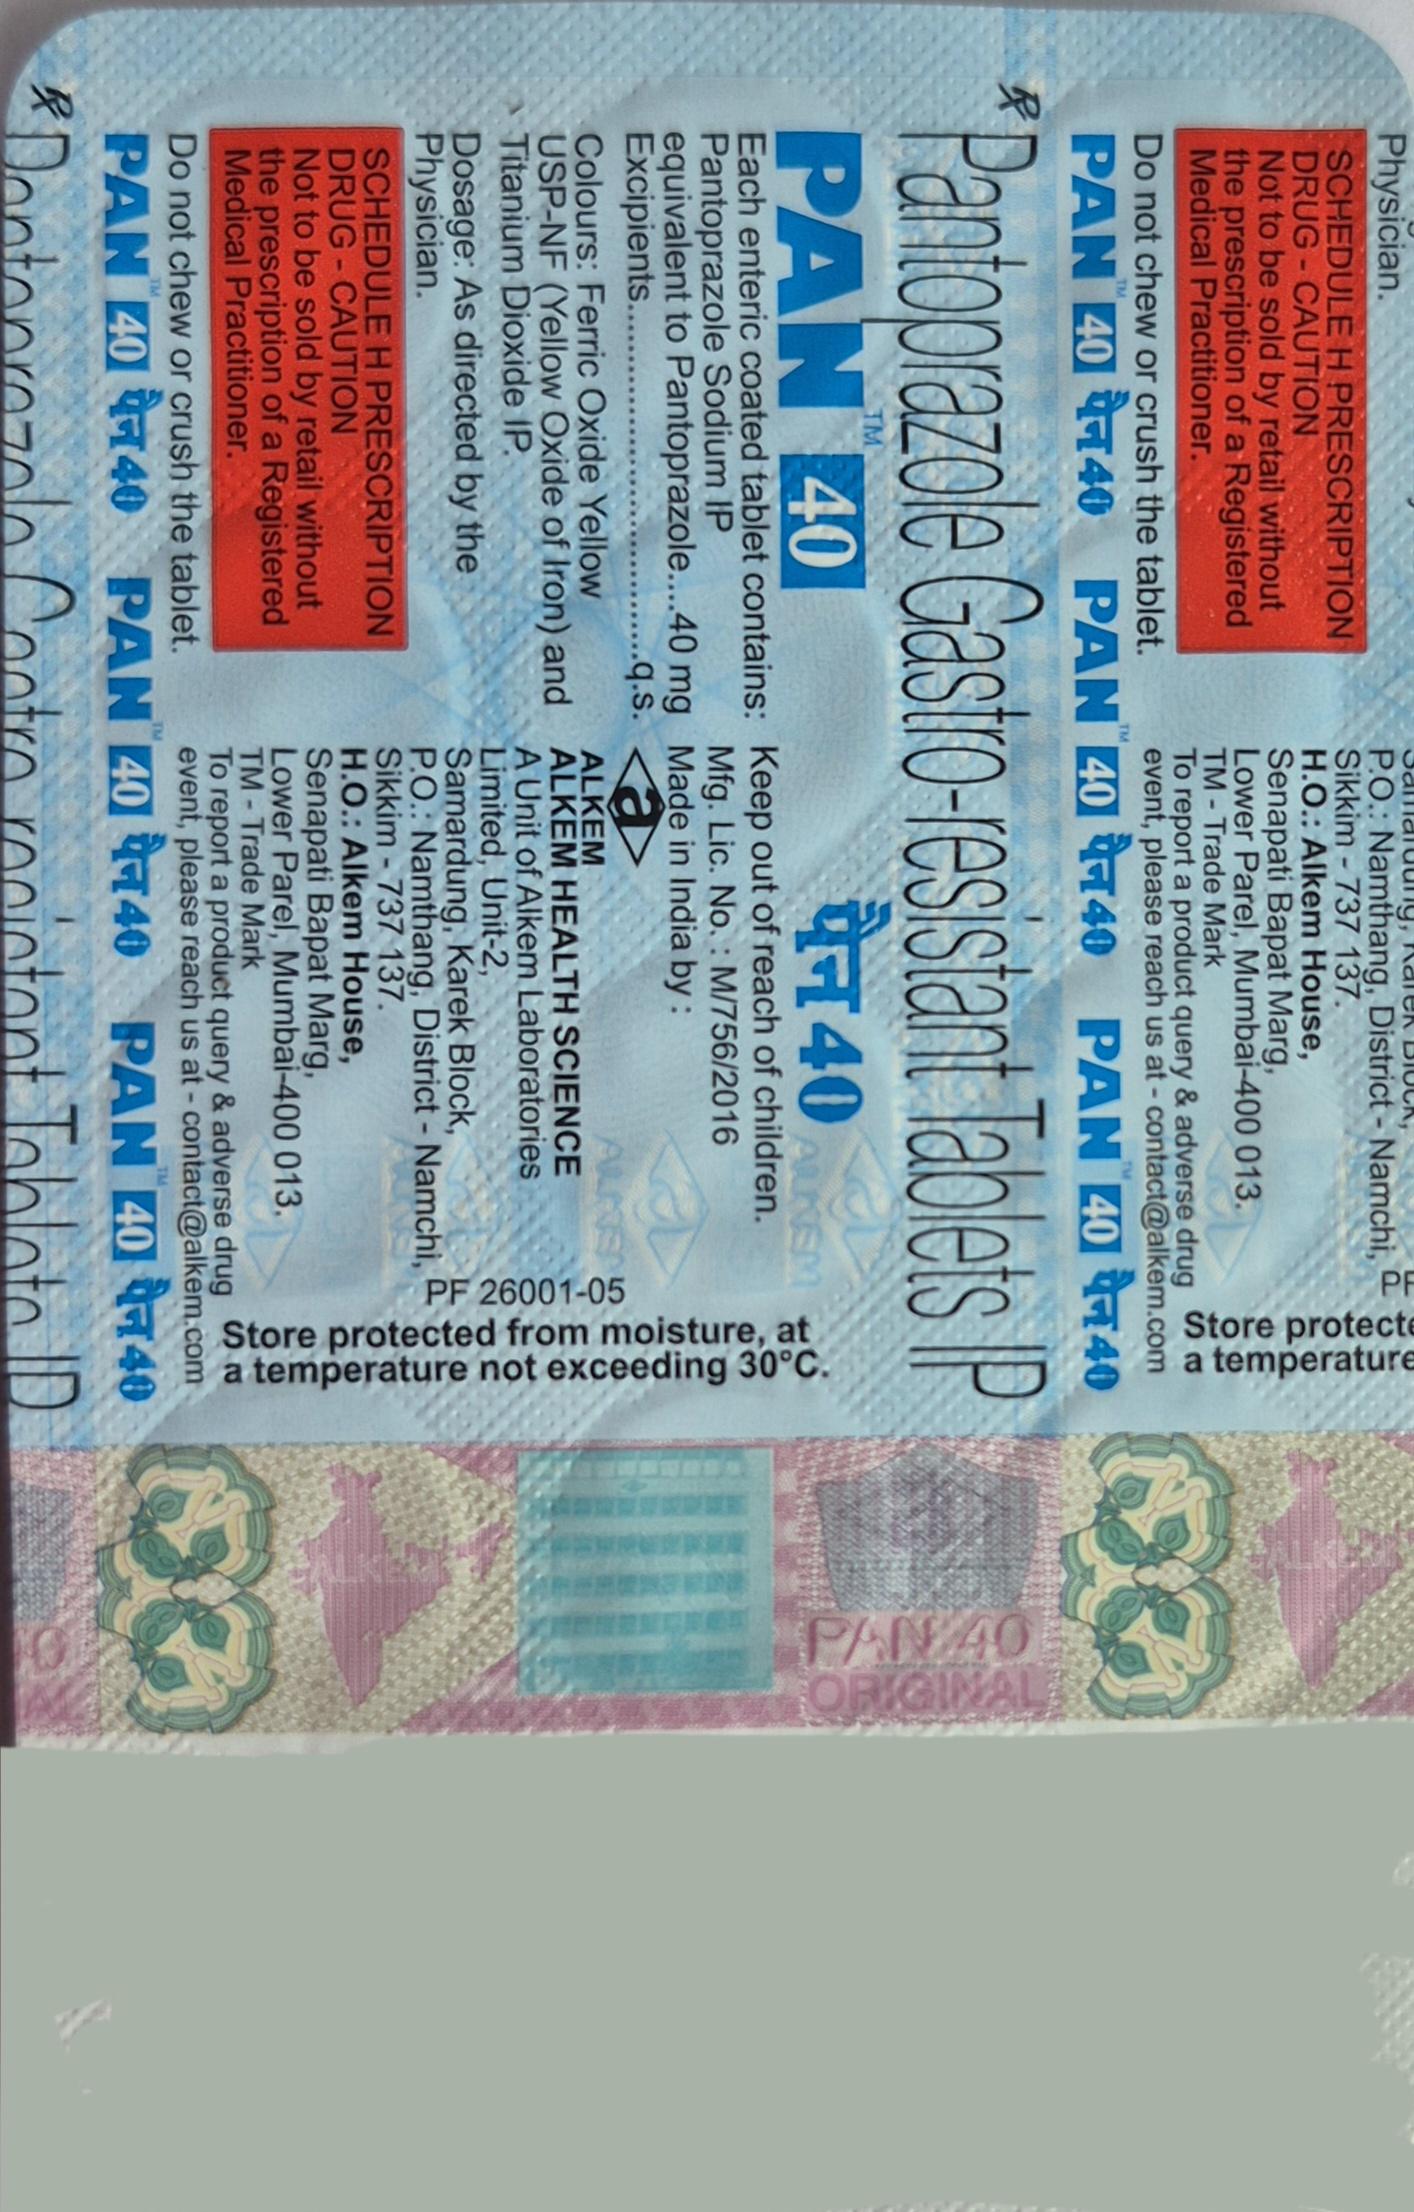 Physician.
SCHEDULE H PRESCRIPTION
DRUG - CAUTION
Not to be sold by retail without
the prescription of a Registered
Medical Practitioner.
Do not chew or crush the tablet.
P.O.: Namthang, District - Namchi,
Sikkim - 737 137.
H.O.: Alkem House,
Senapati Bapat Marg,
Lower Parel, Mumbai-400 013.
TM - Trade Mark
To report a product query & adverse drug
event, please reach us at - contact@alkem.com
Store protecte
a temperature
PAN™ 40 पैन 40 PAN™ 40 पैन 40 PAN™ 40 पैन 40
℞
Pantoprazole Gastro-resistant Tablets IP
PAN™ 40 पैन 40
Each enteric coated tablet contains:
Pantoprazole Sodium IP
equivalent to Pantoprazole...40 mg
Excipients......................................q.s.
Colours: Ferric Oxide Yellow
USP-NF (Yellow Oxide of Iron) and
Titanium Dioxide IP.
Dosage: As directed by the
Physician.
SCHEDULE H PRESCRIPTION
DRUG - CAUTION
Not to be sold by retail without
the prescription of a Registered
Medical Practitioner.
Do not chew or crush the tablet.
Keep out of reach of children.
Mfg. Lic. No. : M/756/2016
Made in India by :
a
ALKEM
ALKEM HEALTH SCIENCE
A Unit of Alkem Laboratories
Limited, Unit-2,
Samardung, Karek Block,
P.O.: Namthang, District - Namchi,
Sikkim - 737 137.
H.O.: Alkem House,
Senapati Bapat Marg,
Lower Parel, Mumbai-400 013.
TM - Trade Mark
To report a product query & adverse drug
event, please reach us at - contact@alkem.com
PF 26001-05
Store protected from moisture, at
a temperature not exceeding 30°C.
PAN™ 40 पैन 40 PAN™ 40 पैन 40 PAN™ 40 पैन 40
℞
Pantoprazole Gastro-resistant Tablets IP
ALKEM
ALKEM
ALKEM
ALKEM
ALKEM
PAN 40
ORIGINAL